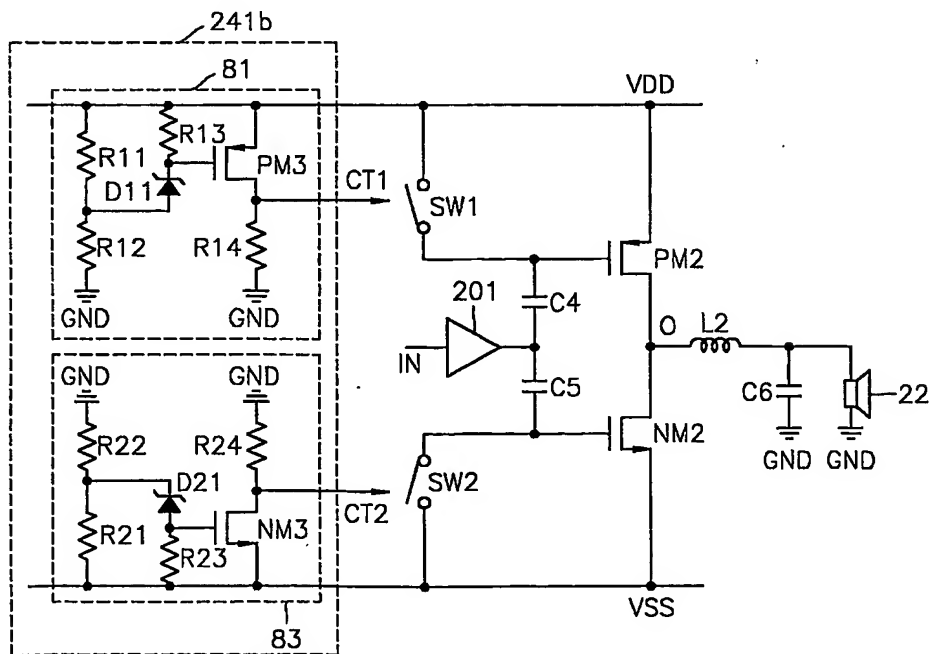 241b
81
VDD
R11
R13
PM3
D11
CT1
SW1
R12
R14
PM2
GND
GND
201
C4
O
L2
IN
C5
C6
22
GND
GND
R22
R24
NM2
GND
GND
D21
SW2
CT2
R21
R23
NM3
VSS
83